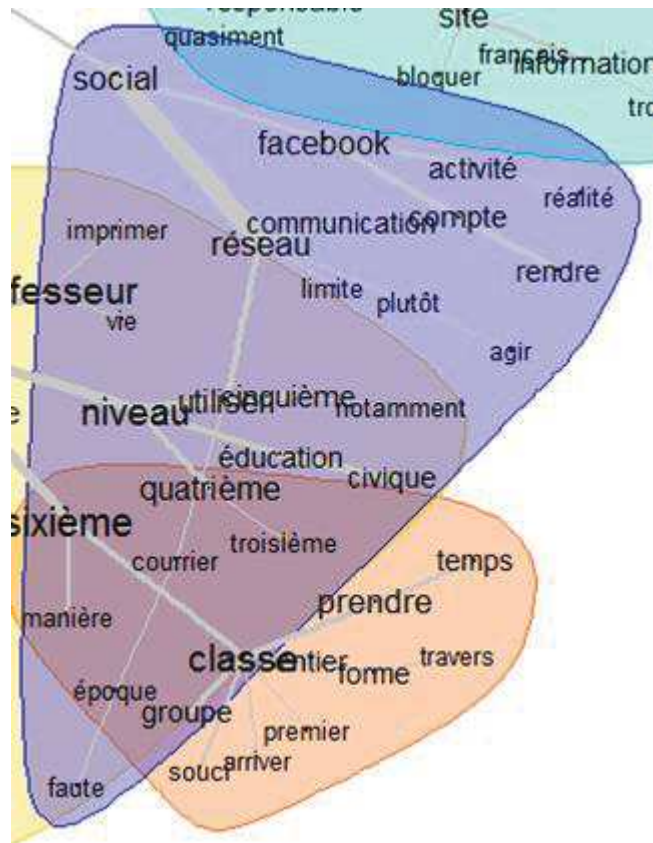 responsable
site
quasiment
français
information
bloquer
social
tro
facebook
activité
réalité
communication
compte
imprimer
réseau
rendre
fesseur
limite
plutôt
vie
agir
utiliser
cinquième
niveau
notamment
e
éducation
civique
quatrième
sixième
troisième
courrier
temps
prendre
manière
classe
entier
travers
forme
époque
groupe
premier
arriver
souci
faute